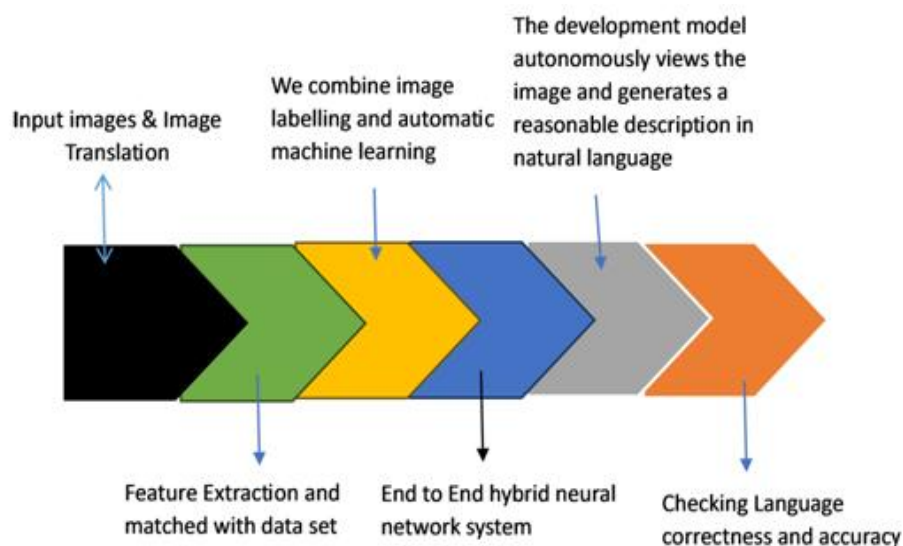 Input images & Image
Translation
Feature Extraction and
matched with data set
We combine image
labelling and automatic
machine learning
End to End hybrid neural
network system
The development model
autonomously views the
image and generates a
reasonable description in
natural language
Checking Language
correctness and accuracy